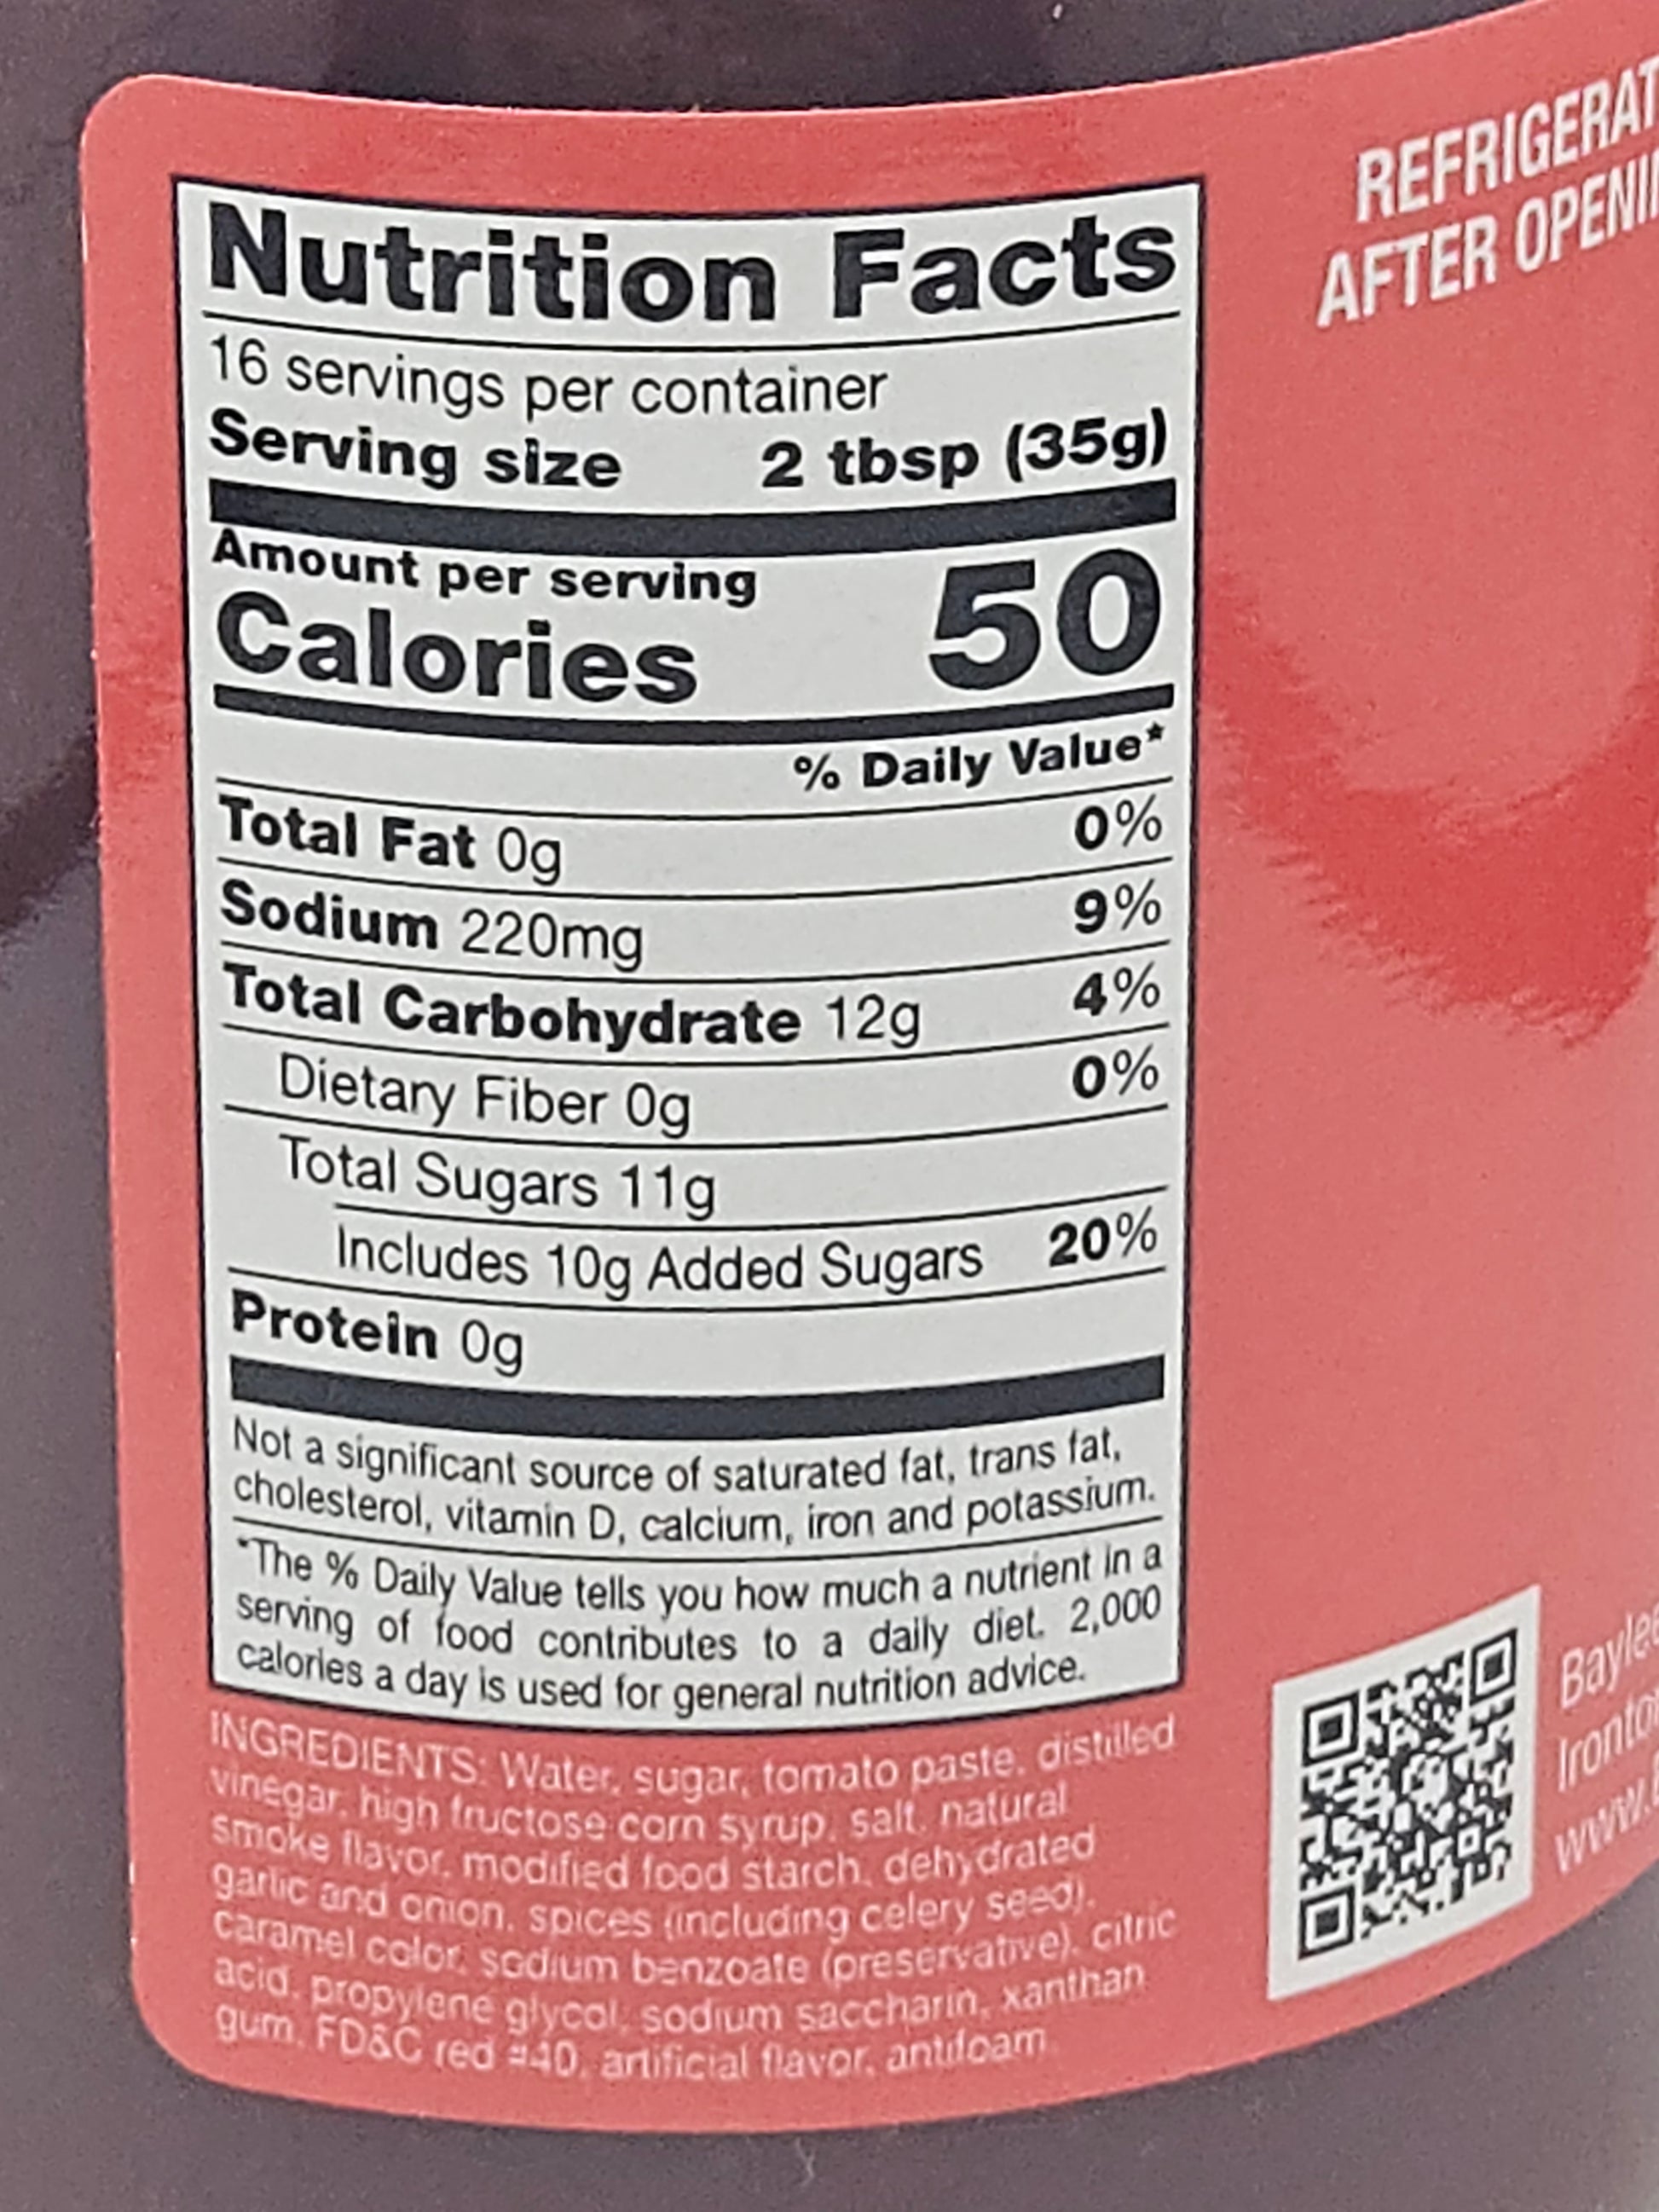 REFRIGERAT
AFTER OPENIN
Nutrition Facts
16 servings per container
Serving size 2 tbsp (35g)
Amount per serving
Calories 50
% Daily Value*
Total Fat 0g 0%
Sodium 220mg 9%
Total Carbohydrate 12g 4%
Dietary Fiber 0g 0%
Total Sugars 11g
Includes 10g Added Sugars 20%
Protein 0g
Not a significant source of saturated fat, trans fat,
cholesterol, vitamin D, calcium, iron and potassium.
*The % Daily Value tells you how much a nutrient in a
serving of food contributes to a daily diet. 2,000
calories a day is used for general nutrition advice.
INGREDIENTS: Water, sugar, tomato paste, distilled
vinegar, high fructose corn syrup, salt, natural
smoke flavor, modified food starch, dehydrated
garlic and onion, spices (including celery seed),
caramel color, sodium benzoate (preservative), citric
acid, propylene glycol, sodium saccharin, xanthan
gum, FD&C red #40, artificial flavor, antifoam
Baylee
Ironto
www.